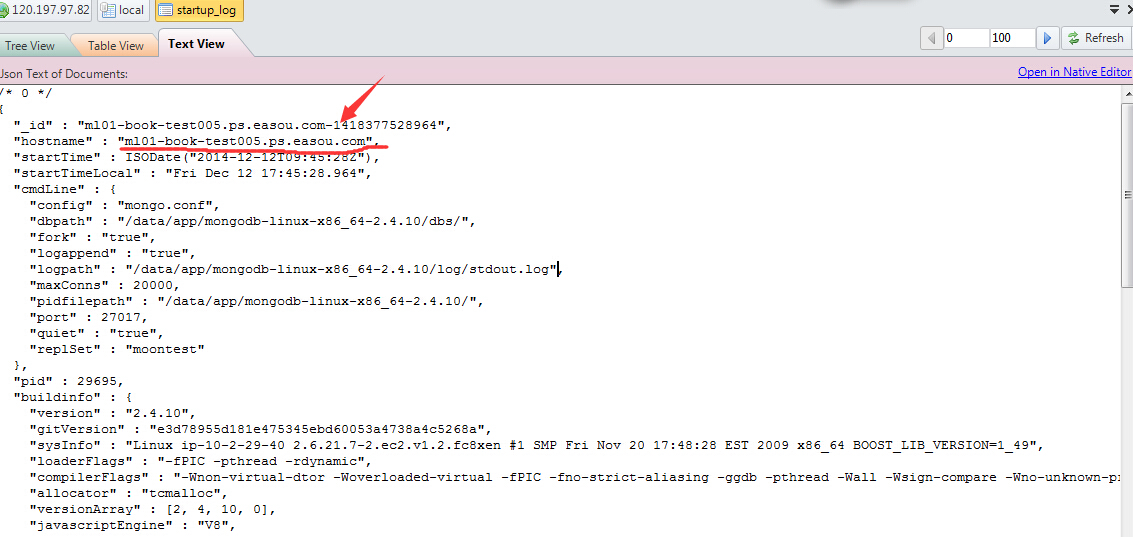 120.197.97.82 local startup_log
Tree View Table View Text View 0 100 Refresh
Json Text of Documents: Open in Native Editor
/* 0 */
{
"_id" : "ml01-book-test005.ps.easou.com-1418377528964",
"hostname" : "ml01-book-test005.ps.easou.com",
"startTime" : ISODate("2014-12-12T09:45:28Z"),
"startTimeLocal" : "Fri Dec 12 17:45:28.964",
"cmdLine" : {
"config" : "mongo.conf",
"dbpath" : "/data/app/mongodb-linux-x86_64-2.4.10/dbs/",
"fork" : "true",
"logappend" : "true",
"logpath" : "/data/app/mongodb-linux-x86_64-2.4.10/log/stdout.log",
"maxConns" : 20000,
"pidfilepath" : "/data/app/mongodb-linux-x86_64-2.4.10/",
"port" : 27017,
"quiet" : "true",
"replSet" : "moontest"
},
"pid" : 29695,
"buildinfo" : {
"version" : "2.4.10",
"gitVersion" : "e3d78955d181e475345ebd60053a4738a4c5268a",
"sysInfo" : "Linux ip-10-2-29-40 2.6.21.7-2.ec2.v1.2.fc8xen #1 SMP Fri Nov 20 17:48:28 EST 2009 x86_64 BOOST_LIB_VERSION=1_49",
"loaderFlags" : "-fPIC -pthread -rdynamic",
"compilerFlags" : "-Wnon-virtual-dtor -Woverloaded-virtual -fPIC -fno-strict-aliasing -ggdb -pthread -Wall -Wsign-compare -Wno-unknown-pr
"allocator" : "tcmalloc",
"versionArray" : [2, 4, 10, 0],
"javascriptEngine" : "V8",